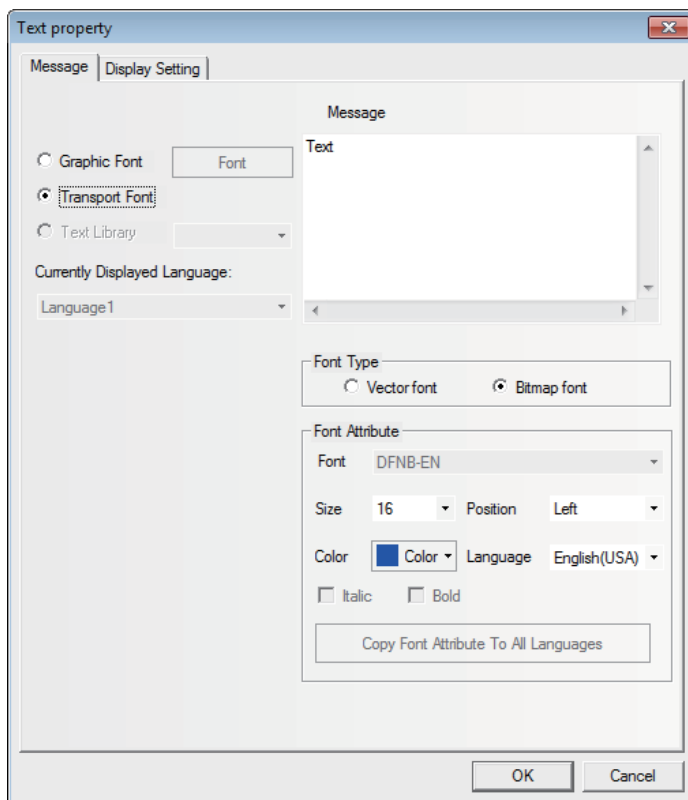 Text property
Message Display Setting
Message
Text
Graphic Font Font
Transport Font
Text Library
Currently Displayed Language:
Language1
Font Type
Vector font Bitmap font
Font Attribute
Font DFNB-EN
Size 16 Position Left
Color Color Language English(USA)
Italic Bold
Copy Font Attribute To All Languages
OK Cancel